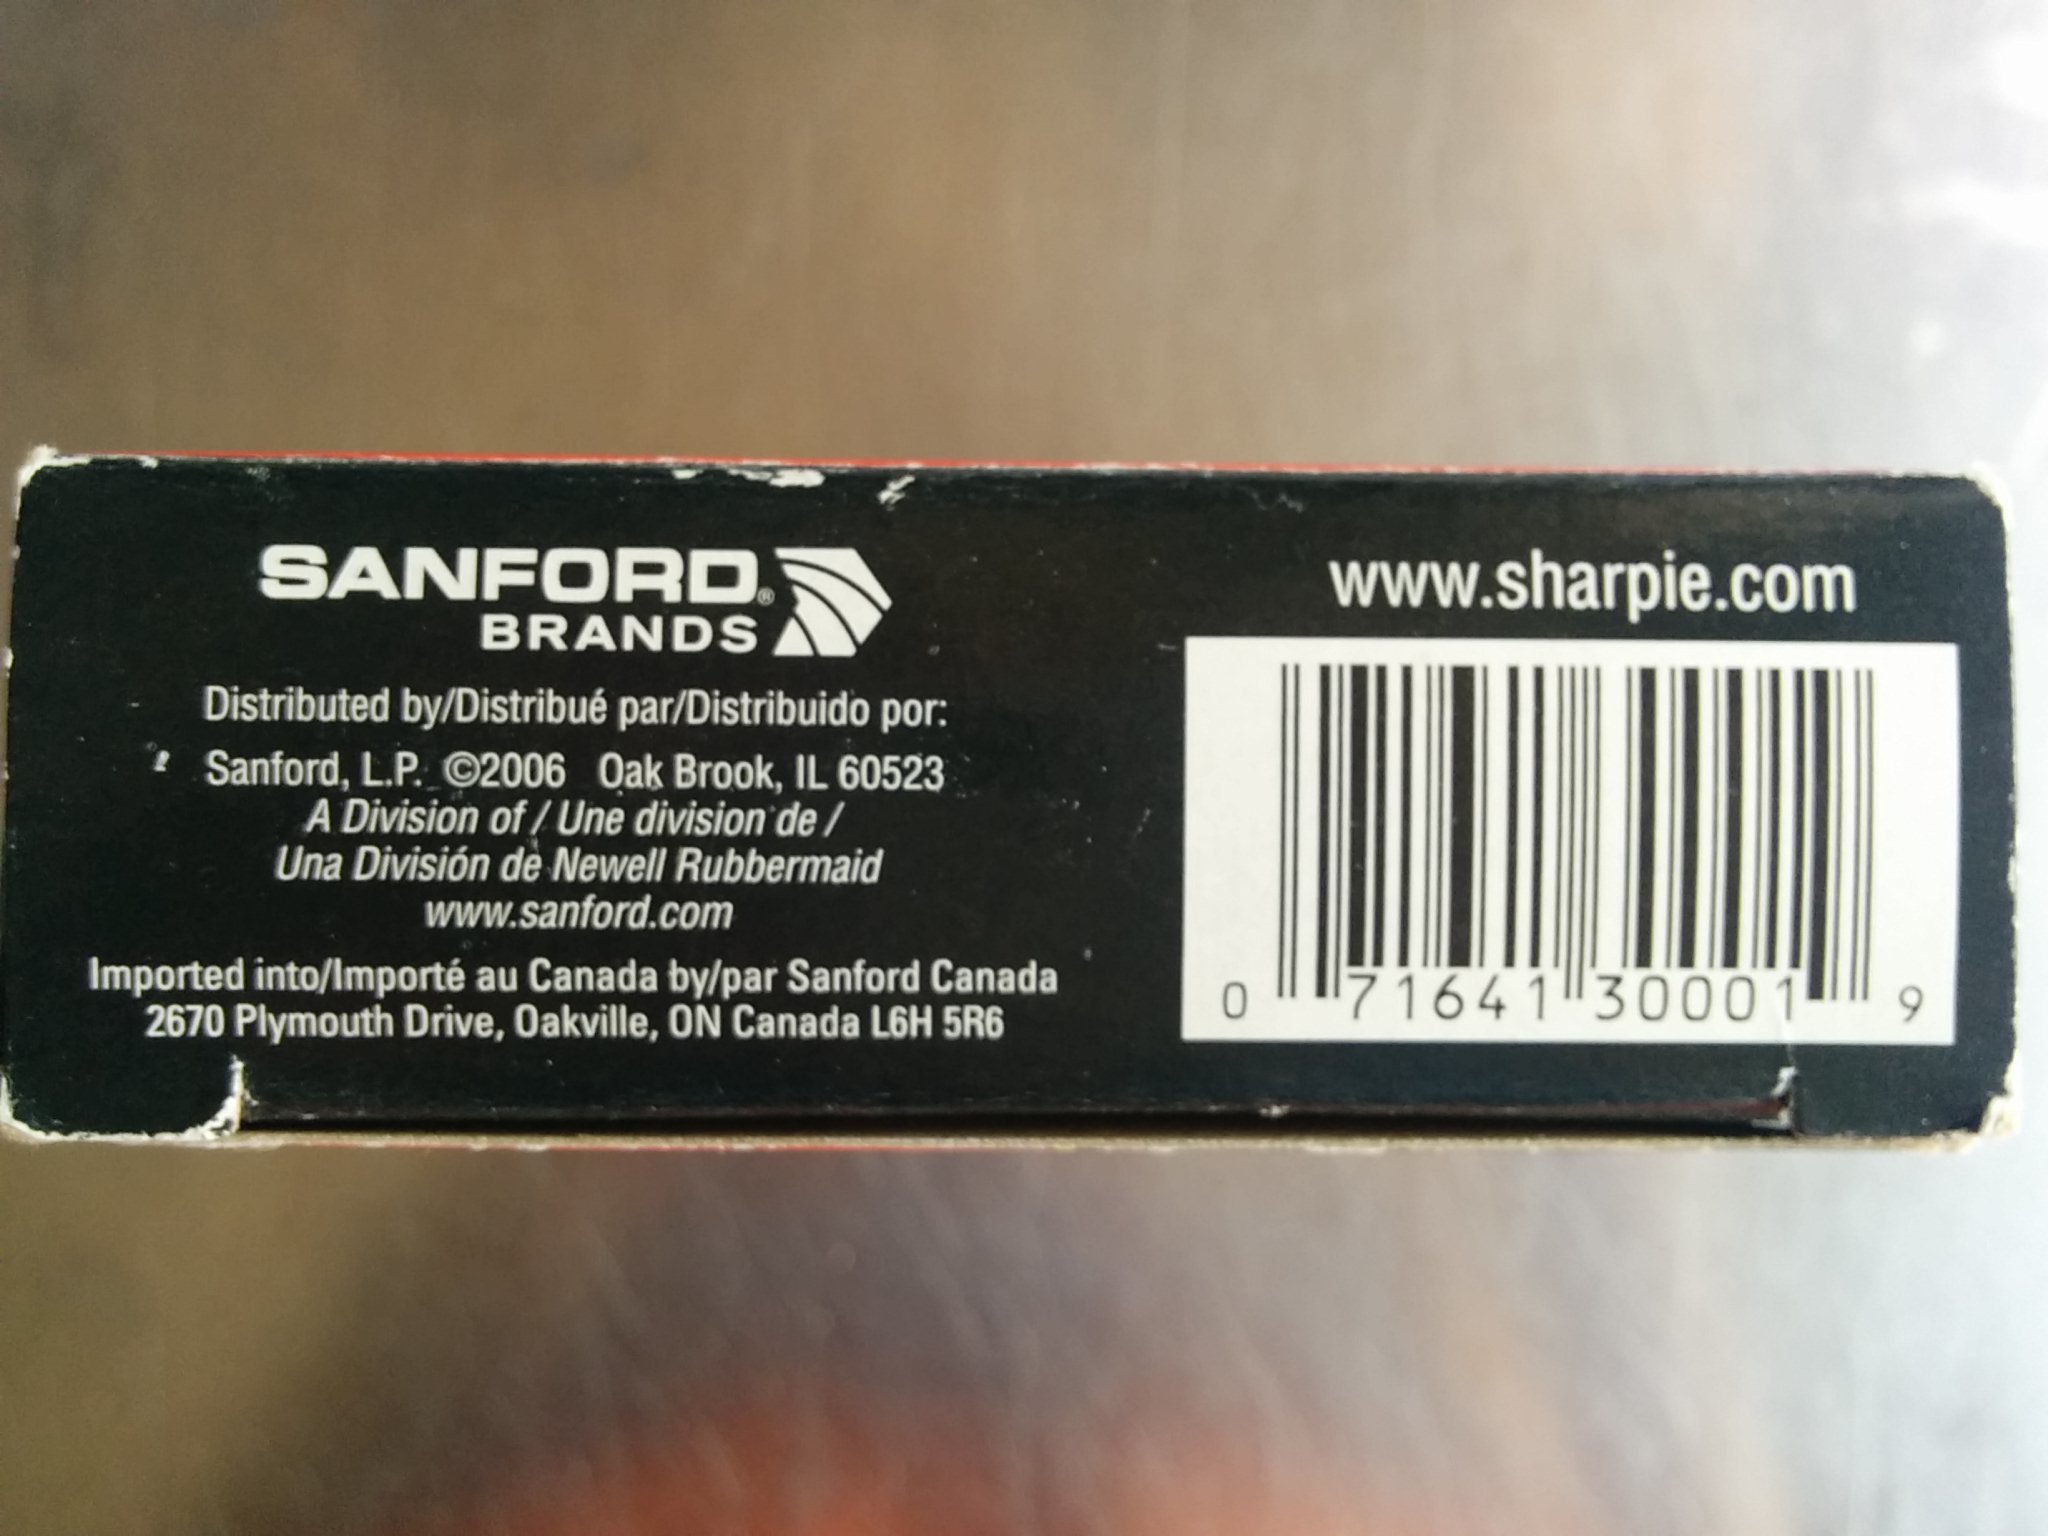 SANFORD®
BRANDS
Distributed by/Distribué par/Distribuido por:
Sanford, L.P. ©2006 Oak Brook, IL 60523
A Division of / Une division de /
Una División de Newell Rubbermaid
www.sanford.com
Imported into/Importé au Canada by/par Sanford Canada
2670 Plymouth Drive, Oakville, ON Canada L6H 5R6
www.sharpie.com
0 71641 30001 9